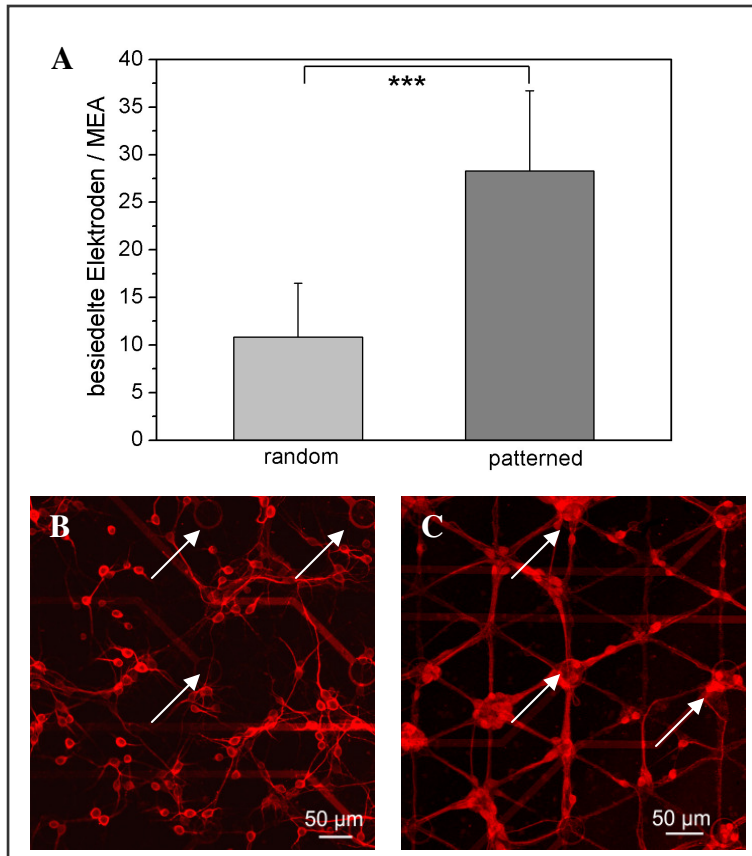 A
besiedelte Elektroden / MEA
40
35
30
25
20
15
10
5
0
***
random
patterned
B
50 µm
C
50 µm